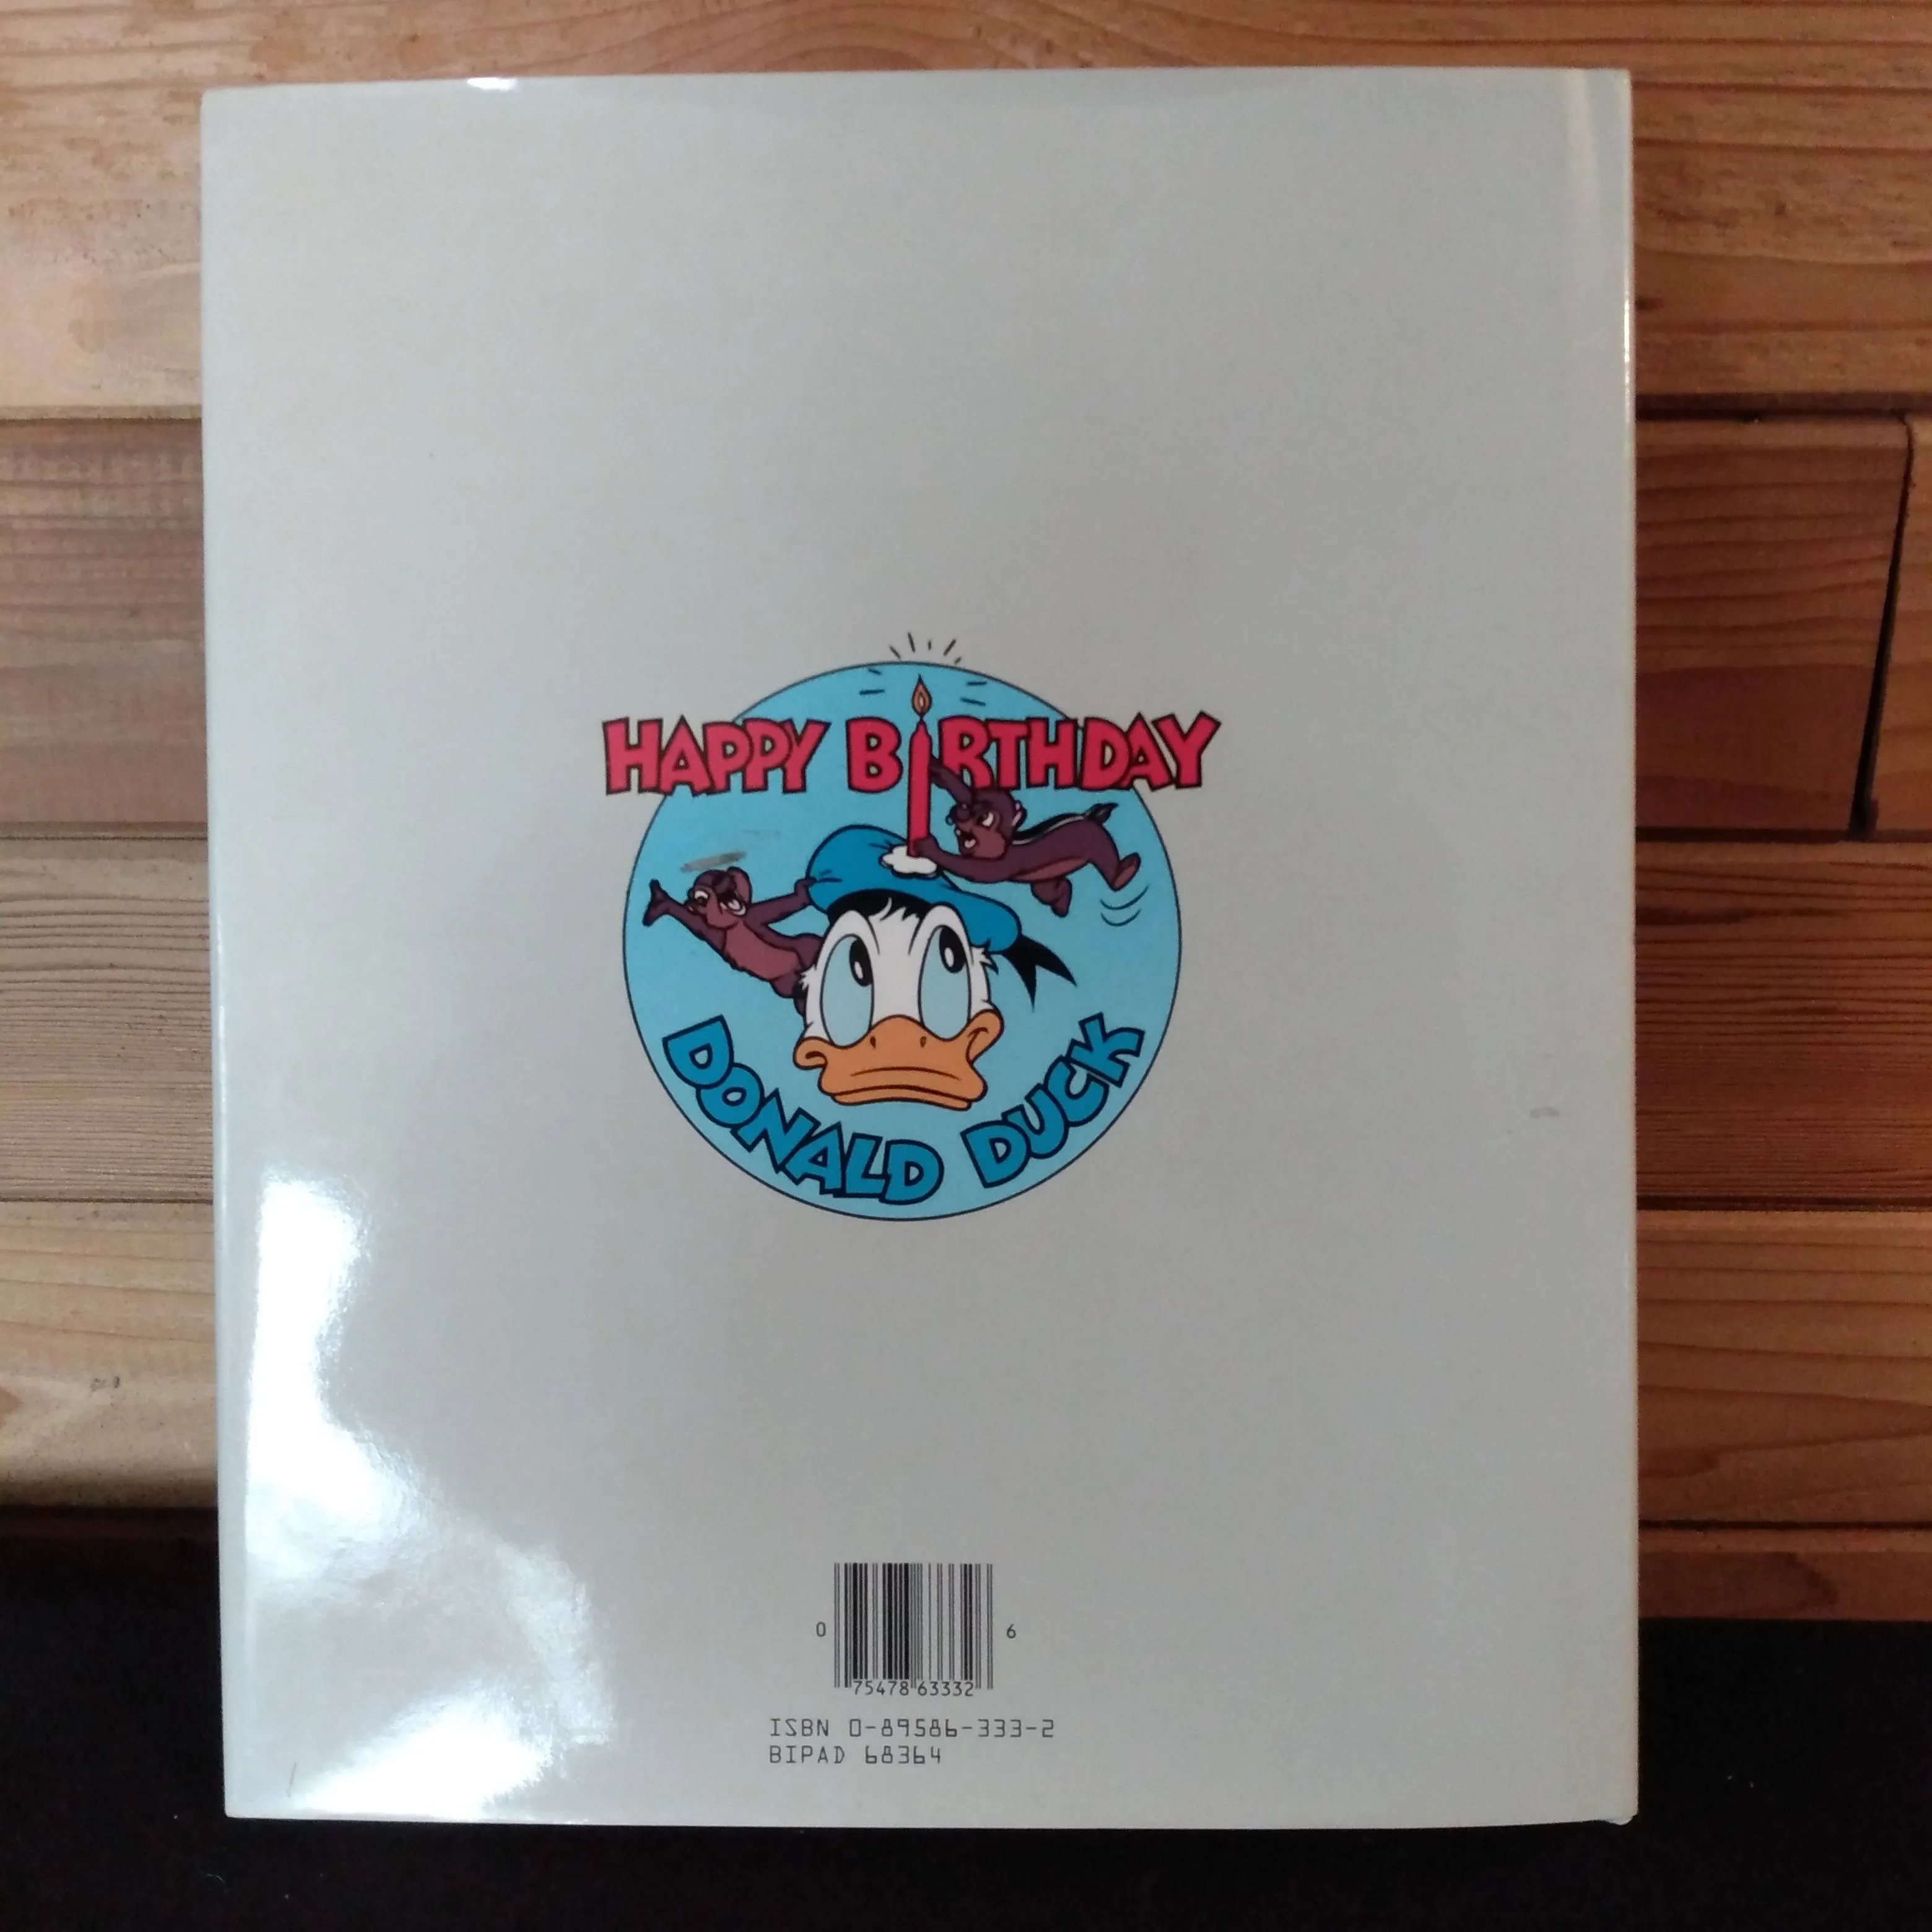 HAPPY BIRTHDAY
DONALD DUCK
0 75478 63332 6
ISBN 0-89586-333-2
BIPAD 68364